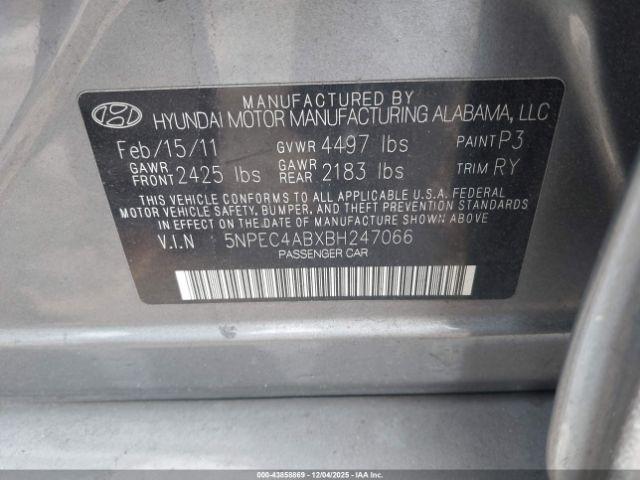 MANUFACTURED BY
HYUNDAI MOTOR MANUFACTURING ALABAMA, LLC
Feb/15/11 GVWR 4497 lbs PAINT P3
GAWR FRONT 2425 lbs GAWR REAR 2183 lbs TRIM RY
THIS VEHICLE CONFORMS TO ALL APPLICABLE U.S.A. FEDERAL
MOTOR VEHICLE SAFETY, BUMPER, AND THEFT PREVENTION STANDARDS
IN EFFECT ON THE DATE OF MANUFACTURE SHOWN ABOVE.
V.I.N 5NPEC4ABXBH247066
PASSENGER CAR
000-43858869 - 12/04/2025 - IAAI.COM